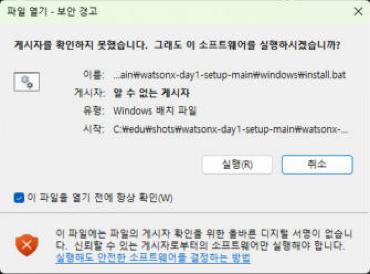 파일 열기 - 보안 경고
게시자를 확인하지 못했습니다. 그래도 이 소프트웨어를 실행하시겠습니까?
이름: ...ain₩watsonx-day1-setup-main₩windows₩install.bat
게시자: 알 수 없는 게시자
유형: Windows 배치 파일
시작: C:₩edu₩shots₩watsonx-day1-setup-main₩watsonx-...
실행(R) 취소
이 파일을 열기 전에 항상 확인(W)
이 파일에는 파일의 게시자 확인을 위한 올바른 디지털 서명이 없습니
다. 신뢰할 수 있는 게시자로부터의 소프트웨어만 실행해야 합니다.
실행해도 안전한 소프트웨어를 결정하는 방법